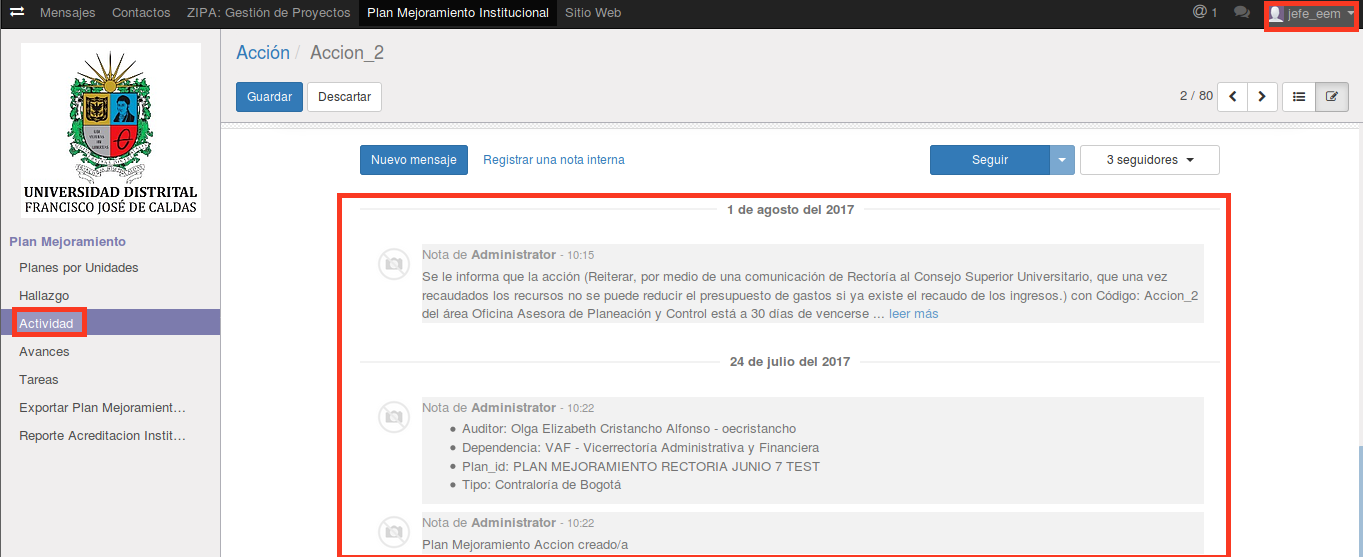 Mensajes Contactos ZIPA: Gestión de Proyectos Plan Mejoramiento Institucional Sitio Web @ 1 jefe_eem
Acción / Accion_2
Guardar Descartar 2 / 80
UNIVERSIDAD DISTRITAL
FRANCISCO JOSÉ DE CALDAS
Plan Mejoramiento
Planes por Unidades
Hallazgo
Actividad
Avances
Tareas
Exportar Plan Mejoramient...
Reporte Acreditacion Instit...
Nuevo mensaje Registrar una nota interna Seguir 3 seguidores
1 de agosto del 2017
Nota de Administrator - 10:15
Se le informa que la acción (Reiterar, por medio de una comunicación de Rectoría al Consejo Superior Universitario, que una vez
recaudados los recursos no se puede reducir el presupuesto de gastos si ya existe el recaudo de los ingresos.) con Código: Accion_2
del área Oficina Asesora de Planeación y Control está a 30 días de vencerse ... leer más
24 de julio del 2017
Nota de Administrator - 10:22
• Auditor: Olga Elizabeth Cristancho Alfonso - oecristancho
• Dependencia: VAF - Vicerrectoría Administrativa y Financiera
• Plan_id: PLAN MEJORAMIENTO RECTORIA JUNIO 7 TEST
• Tipo: Contraloría de Bogotá
Nota de Administrator - 10:22
Plan Mejoramiento Accion creado/a